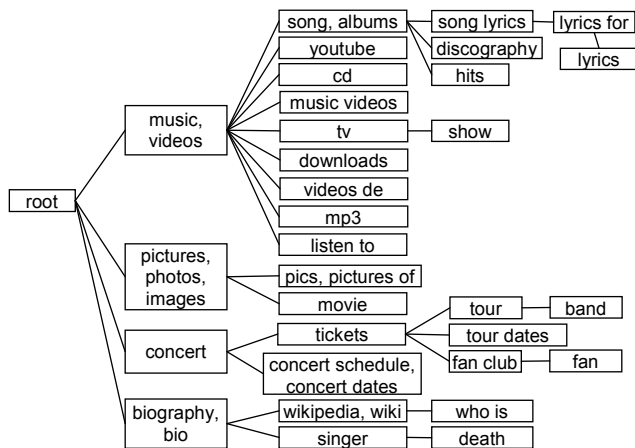 song, albums
song lyrics
lyrics for
youtube
discography
lyrics
cd
hits
music,
videos
music videos
tv
show
downloads
videos de
root
mp3
listen to
pictures,
photos,
images
pics, pictures of
movie
tour
band
concert
tickets
tour dates
concert schedule,
concert dates
fan club
fan
biography,
bio
wikipedia, wiki
who is
singer
death